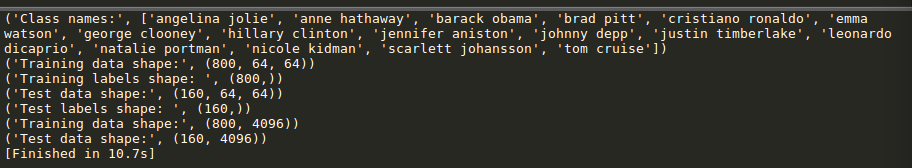 ('Class names:', ['angelina jolie', 'anne hathaway', 'barack obama', 'brad pitt', 'cristiano ronaldo', 'emma
watson', 'george clooney', 'hillary clinton', 'jennifer aniston', 'johnny depp', 'justin timberlake', 'leonardo
dicaprio', 'natalie portman', 'nicole kidman', 'scarlett johansson', 'tom cruise'])
('Training data shape:', (800, 64, 64))
('Training labels shape: ', (800,))
('Test data shape:', (160, 64, 64))
('Test labels shape: ', (160,))
('Training data shape:', (800, 4096))
('Test data shape:', (160, 4096))
[Finished in 10.7s]